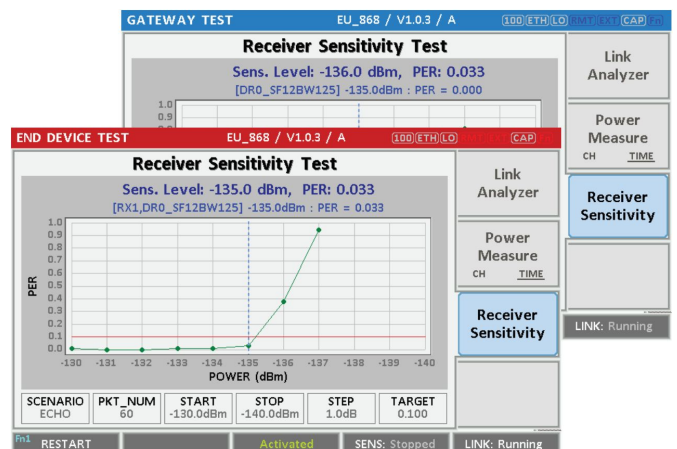 GATEWAY TEST EU_868 / V1.0.3 / A 100 ETH LO RMT EXT CAP Fn
Receiver Sensitivity Test
Sens. Level: -136.0 dBm, PER: 0.033
[DR0_SF12BW125] -135.0dBm : PER = 0.000
1.0
0.9
Link
Analyzer
Power
Measure
CH TIME
Receiver
Sensitivity
LINK: Running
END DEVICE TEST EU_868 / V1.0.3 / A 100 ETH LO CAP
Receiver Sensitivity Test
Sens. Level: -135.0 dBm, PER: 0.033
[RX1,DR0_SF12BW125] -135.0dBm : PER = 0.033
1.0
0.9
0.8
0.7
0.6
0.5
0.4
0.3
0.2
0.1
0.0
PER
-130 -131 -132 -133 -134 -135 -136 -137 -138 -139 -140
POWER (dBm)
SCENARIO PKT_NUM START STOP STEP TARGET
ECHO 60 -130.0dBm -140.0dBm 1.0dB 0.100
Link
Analyzer
Power
Measure
CH TIME
Receiver
Sensitivity
Fn1 RESTART Activated SENS: Stopped LINK: Running